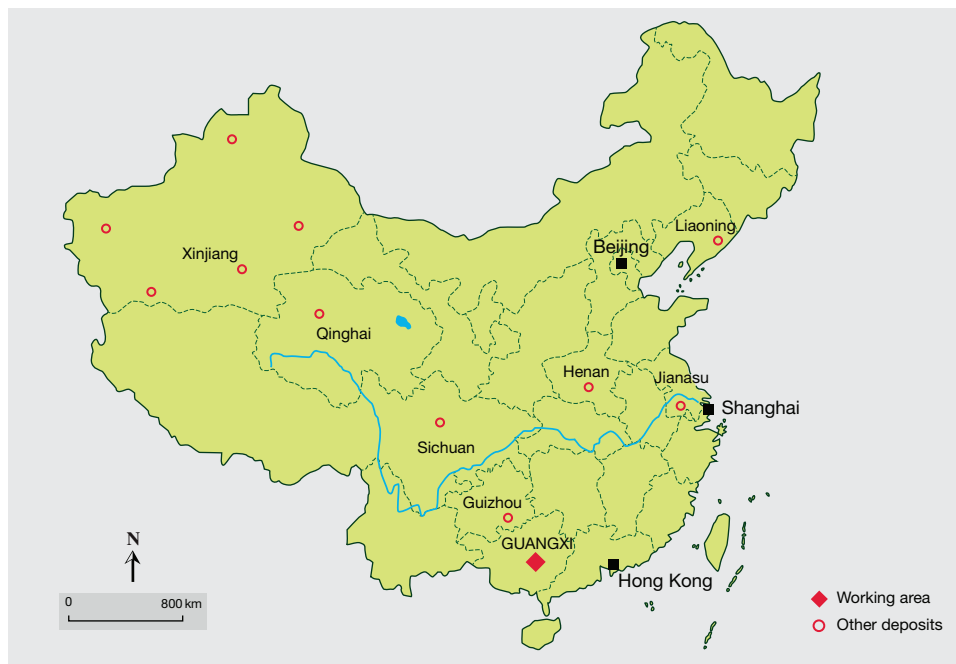 Liaoning
Beijing
Xinjiang
Qinghai
Henan
Jianasu
Shanghai
Sichuan
Guizhou
GUANGXI
Hong Kong
N
0 800 km
Working area
Other deposits